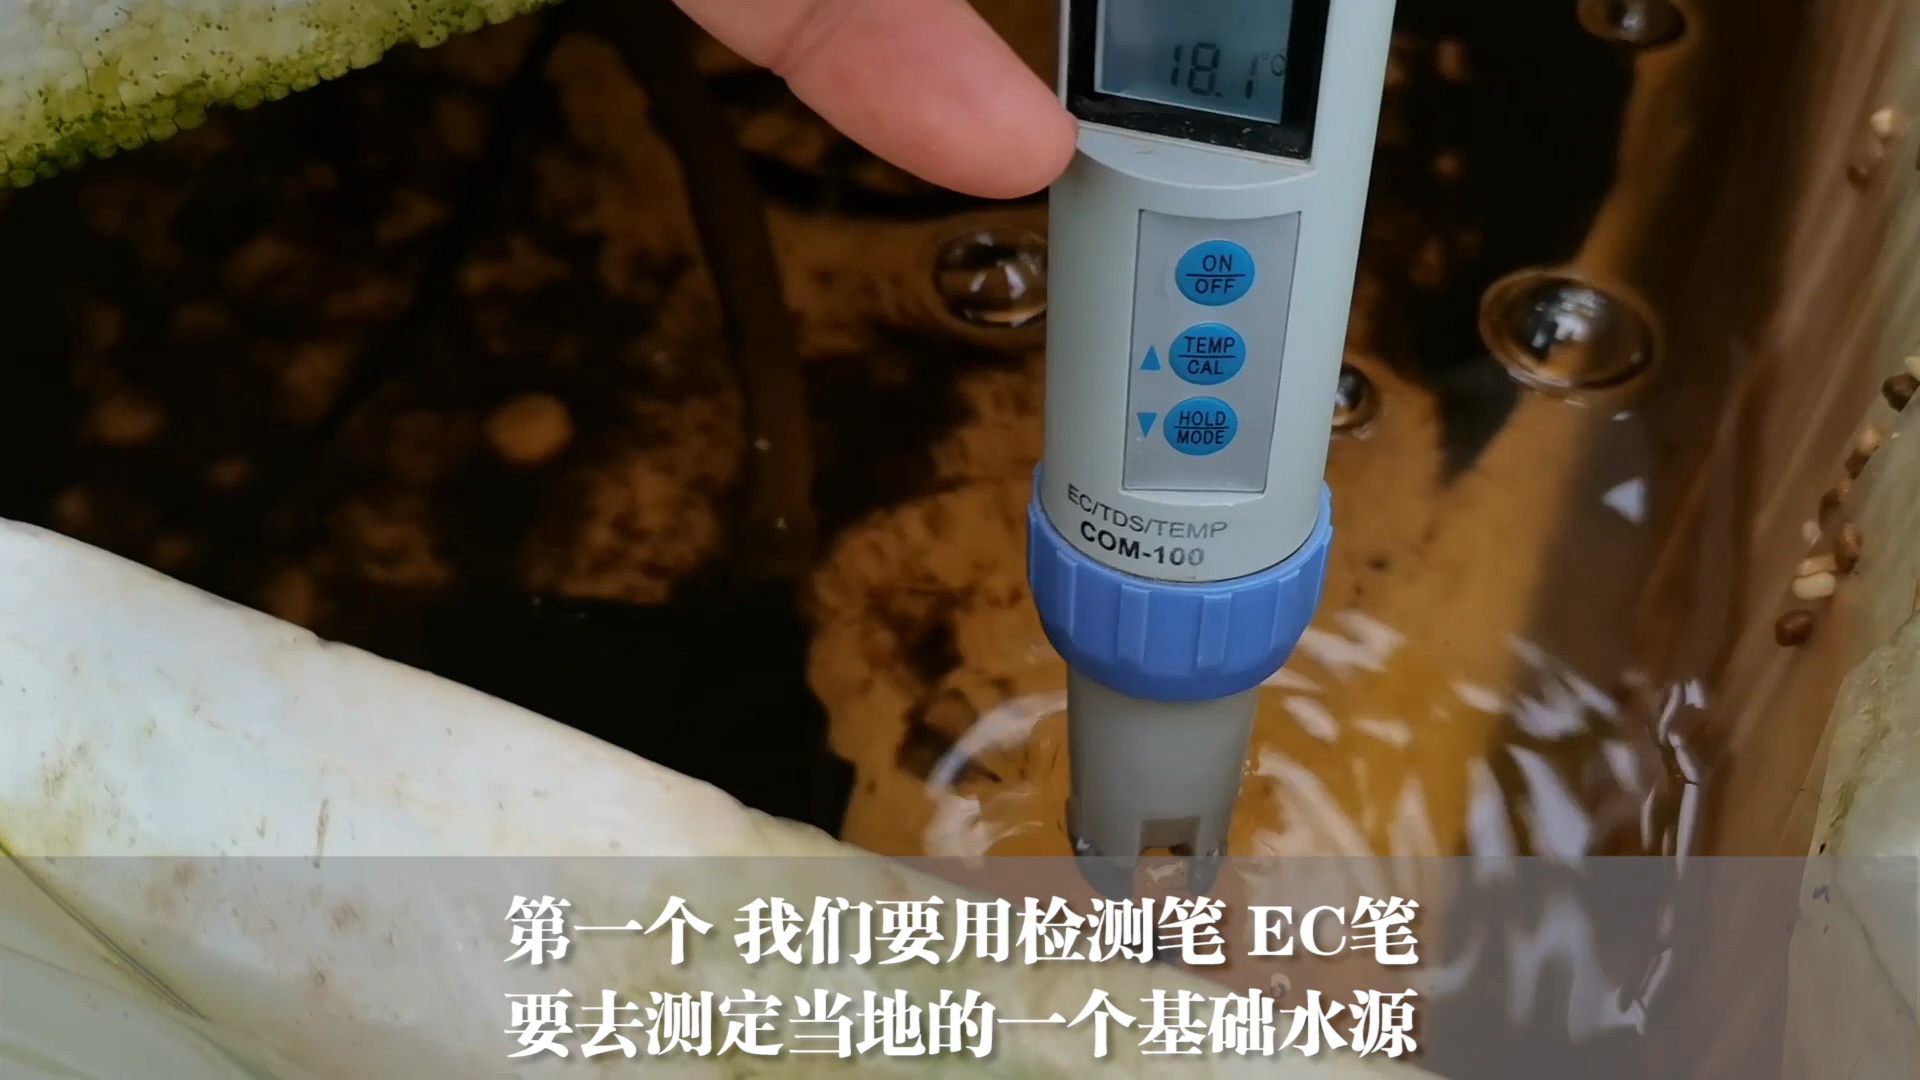 18.1°C
ON
OFF
TEMP
CAL
HOLD
MODE
EC/TDS/TEMP
COM-100
第一个 我们要用检测笔 EC笔
要去测定当地的一个基础水源